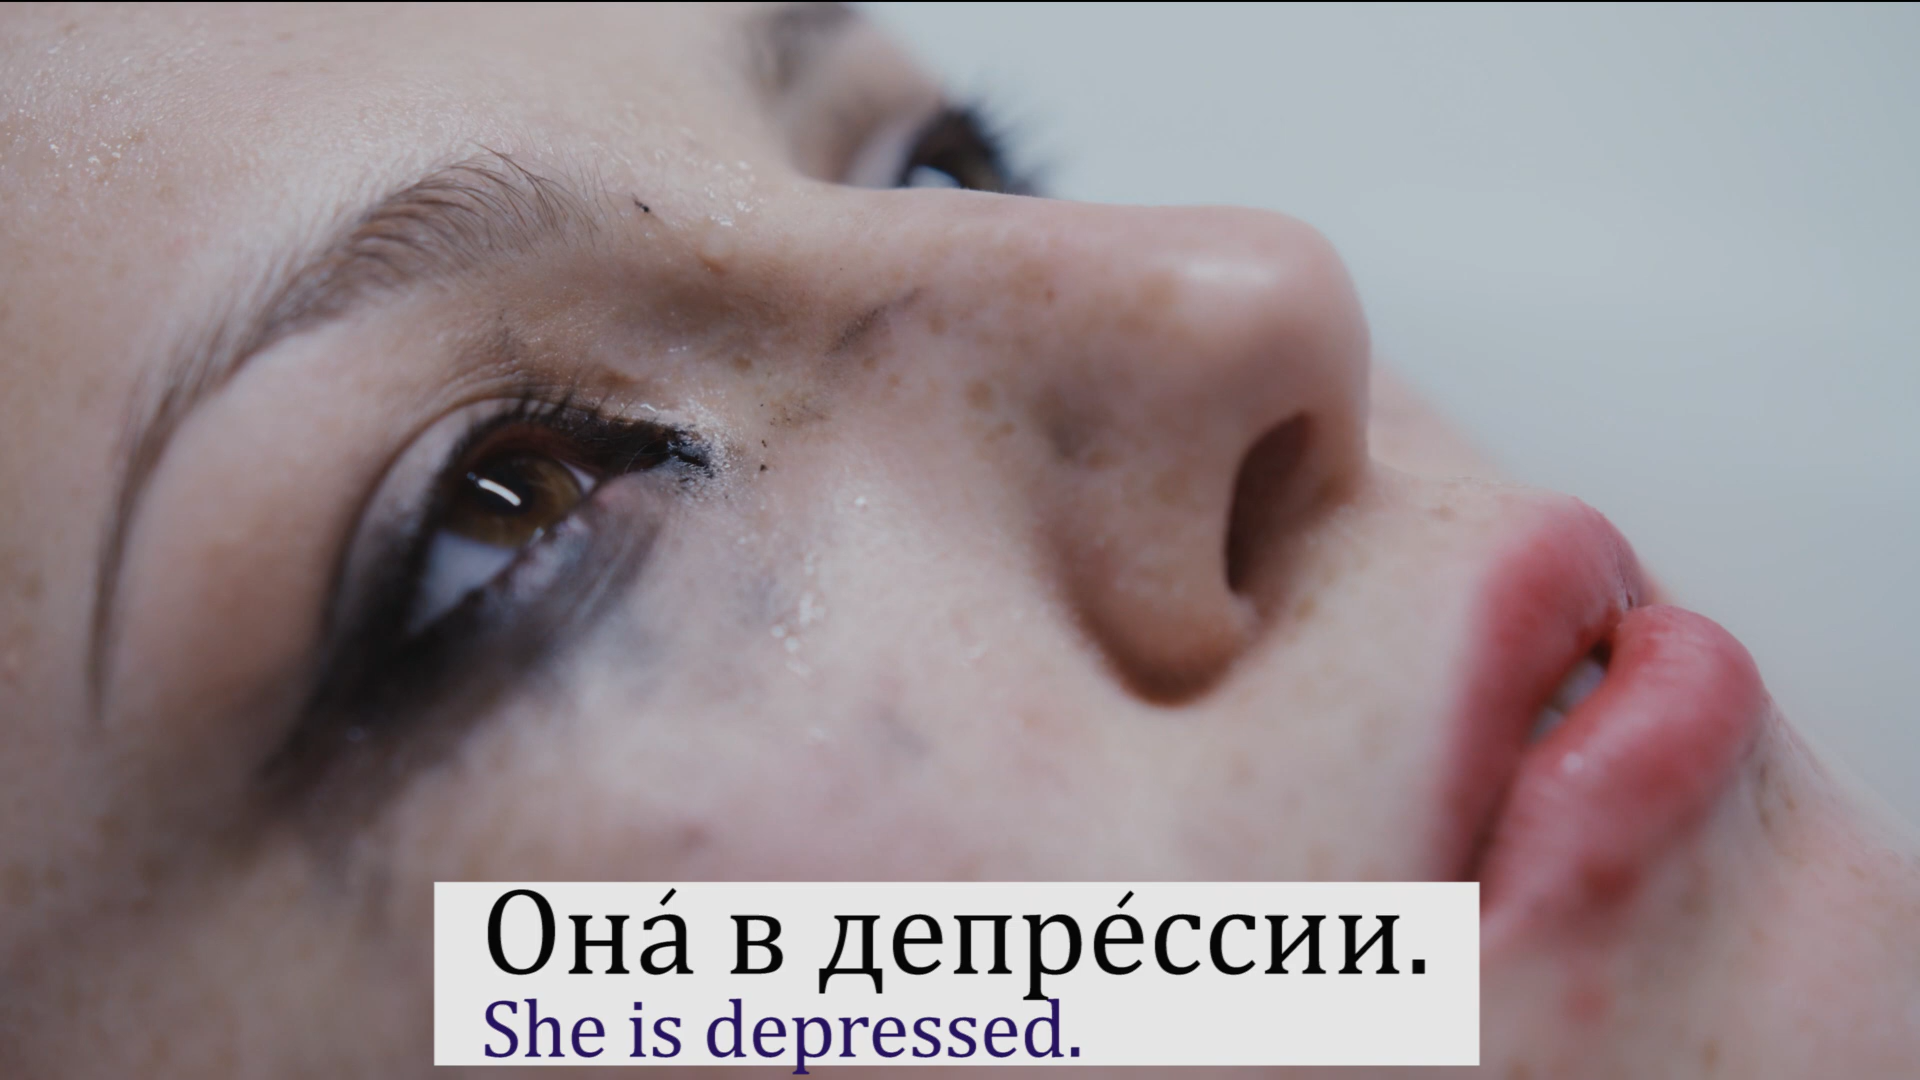 Она́ в депре́ссии.
She is depressed.